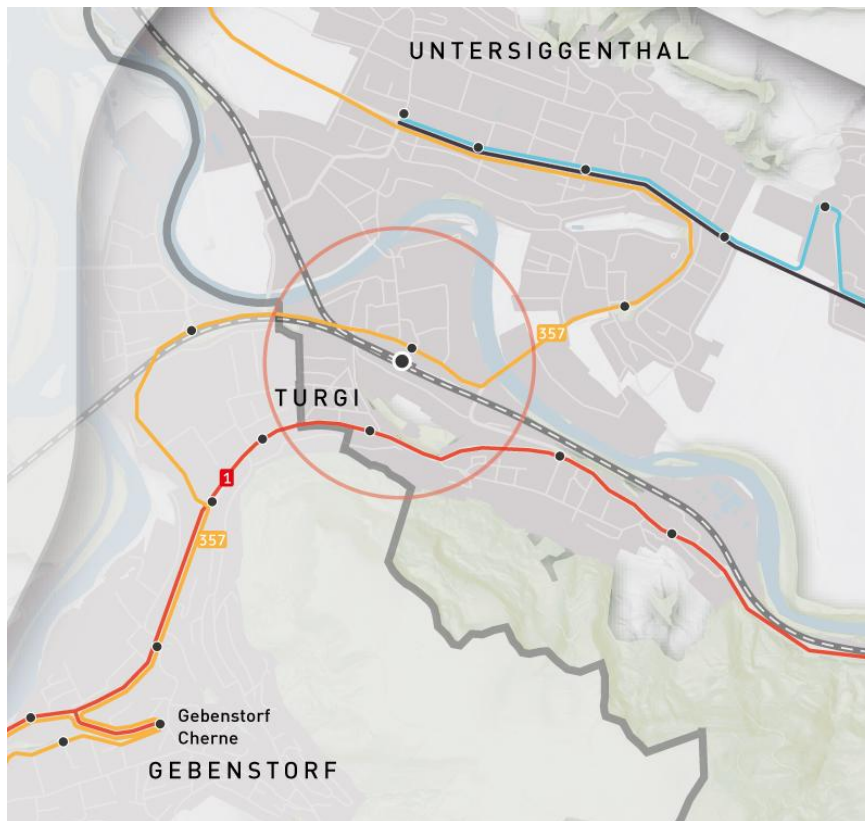 UNTERSIGGENTHAL
357
TURGI
1
357
Gebenstorf
Cherne
GEBENSTORF